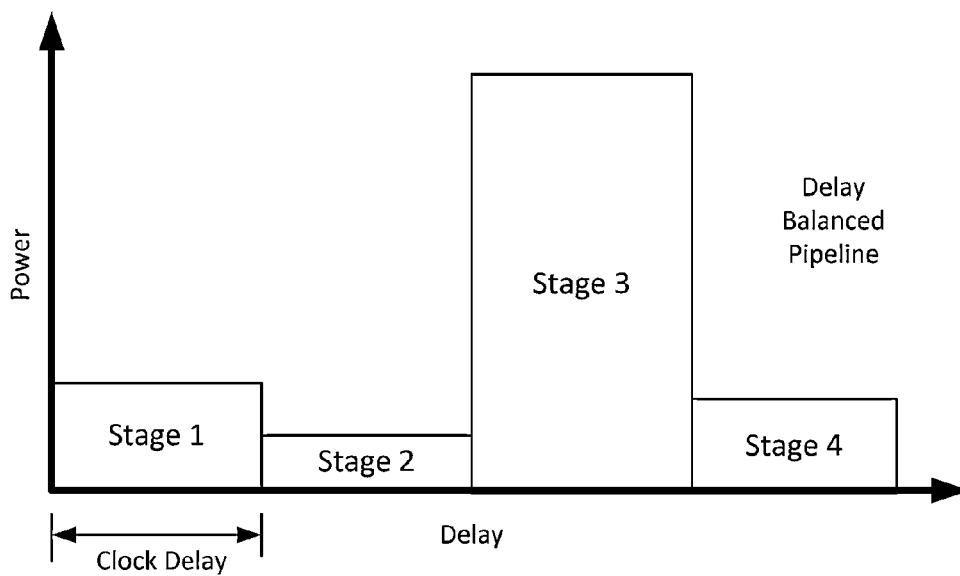 Delay
Balanced
Pipeline
Power
Stage 3
Stage 1
Stage 2
Stage 4
Delay
Clock Delay